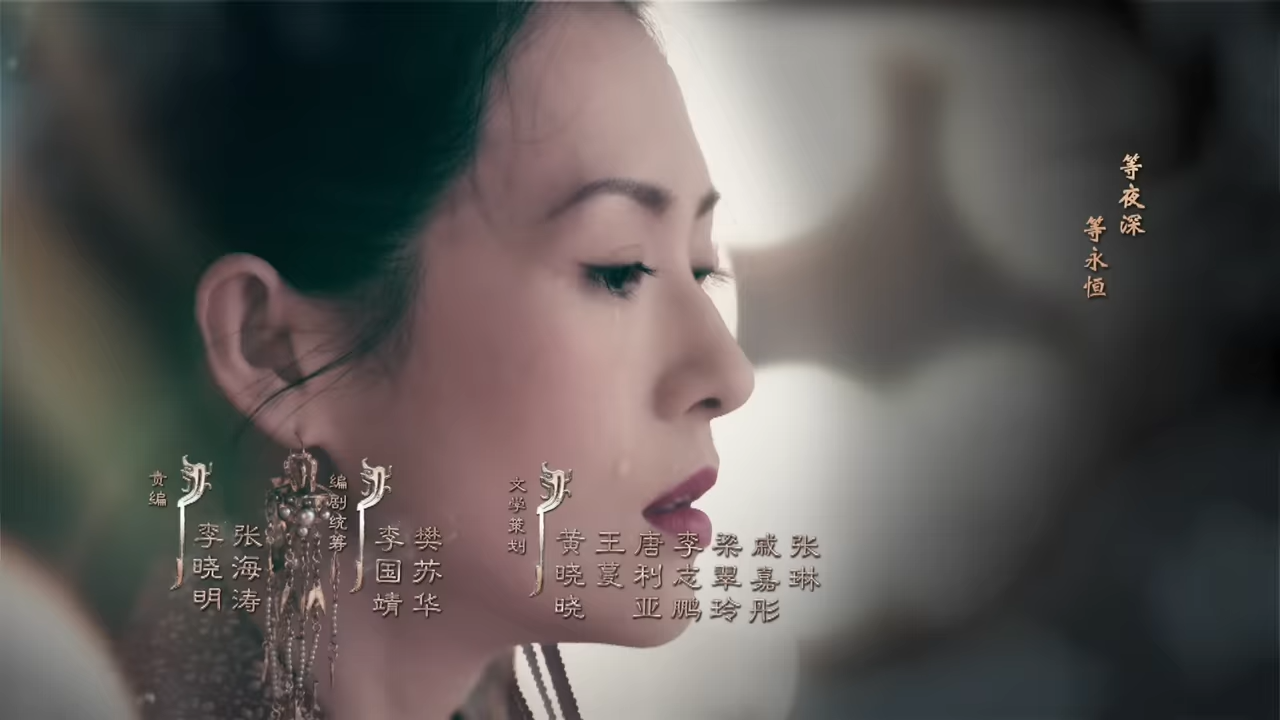 等夜深
等永恒
责编
李晓明
张海涛
编剧统筹
李国靖
樊苏华
文学策划
黄晓晓
王蔓
唐利亚
李志鹏
梁翠玲
戚嘉彤
张琳